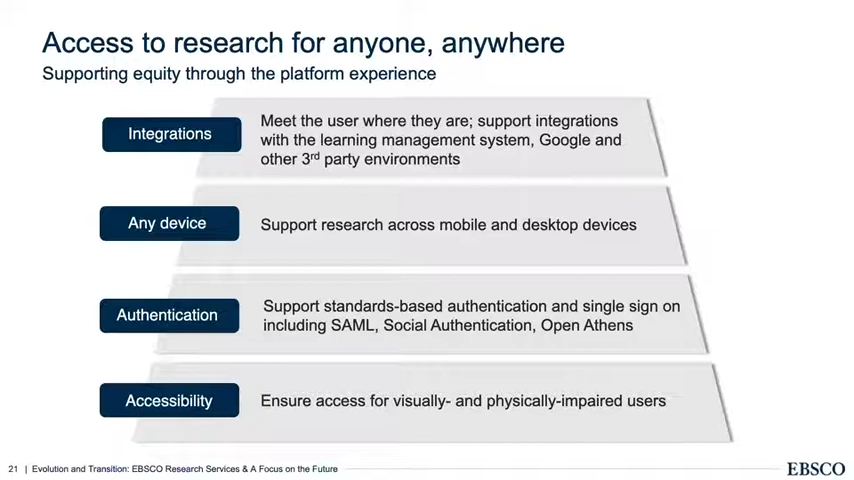 Access to research for anyone, anywhere
Supporting equity through the platform experience
Integrations
Meet the user where they are; support integrations
with the learning management system, Google and
other 3rd party environments
Any device
Support research across mobile and desktop devices
Authentication
Support standards-based authentication and single sign on
including SAML, Social Authentication, Open Athens
Accessibility
Ensure access for visually- and physically-impaired users
21 | Evolution and Transition: EBSCO Research Services & A Focus on the Future
EBSCO